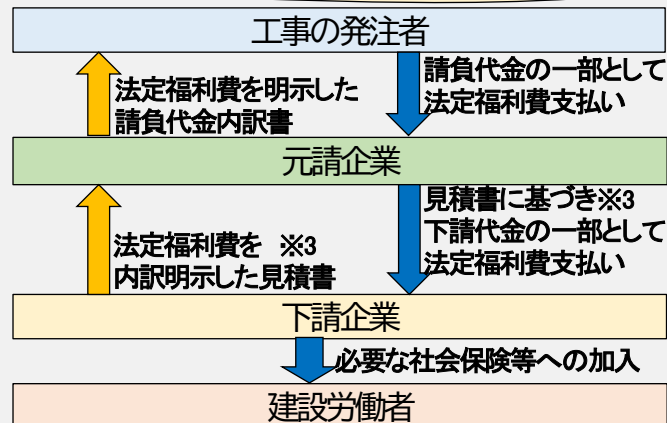 工事の発注者
法定福利費を明示した
請負代金内訳書
請負代金の一部として
法定福利費支払い
元請企業
法定福利費を ※3
内訳明示した見積書
見積書に基づき※3
下請代金の一部として
法定福利費支払い
下請企業
必要な社会保険等への加入
建設労働者